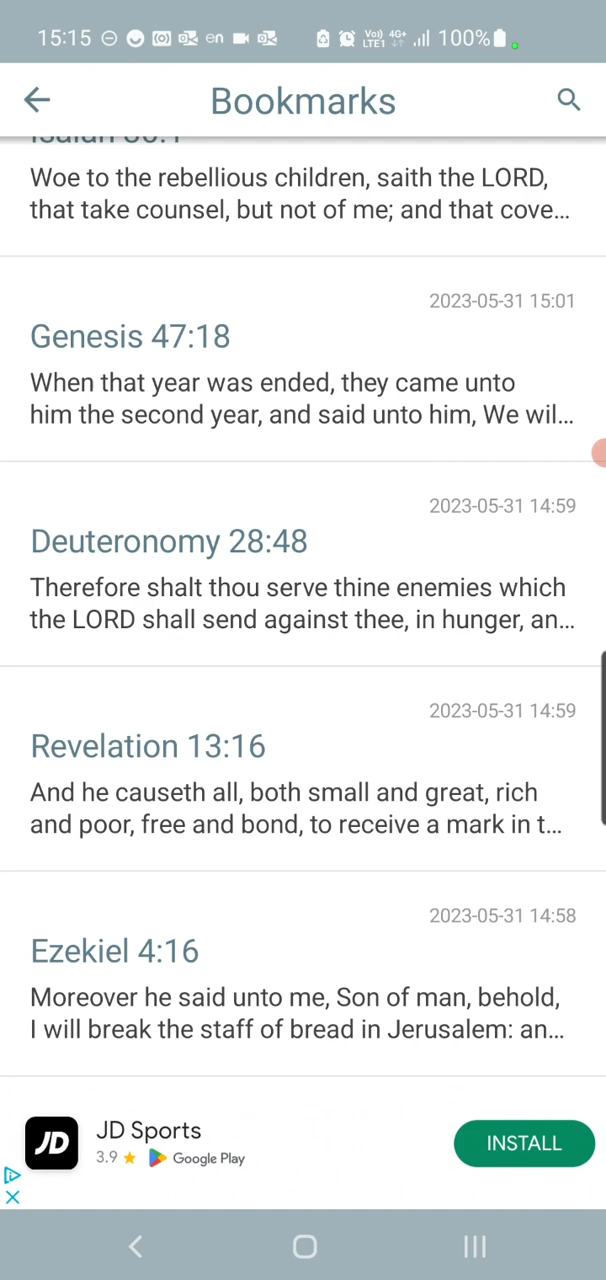 15:15 en Vo) LTE1 4G+ 100%
Bookmarks
Woe to the rebellious children, saith the LORD,
that take counsel, but not of me; and that cove...
2023-05-31 15:01
Genesis 47:18
When that year was ended, they came unto
him the second year, and said unto him, We wil...
2023-05-31 14:59
Deuteronomy 28:48
Therefore shalt thou serve thine enemies which
the LORD shall send against thee, in hunger, an...
2023-05-31 14:59
Revelation 13:16
And he causeth all, both small and great, rich
and poor, free and bond, to receive a mark in t...
2023-05-31 14:58
Ezekiel 4:16
Moreover he said unto me, Son of man, behold,
I will break the staff of bread in Jerusalem: an...
JD
JD Sports
3.9 Google Play
INSTALL